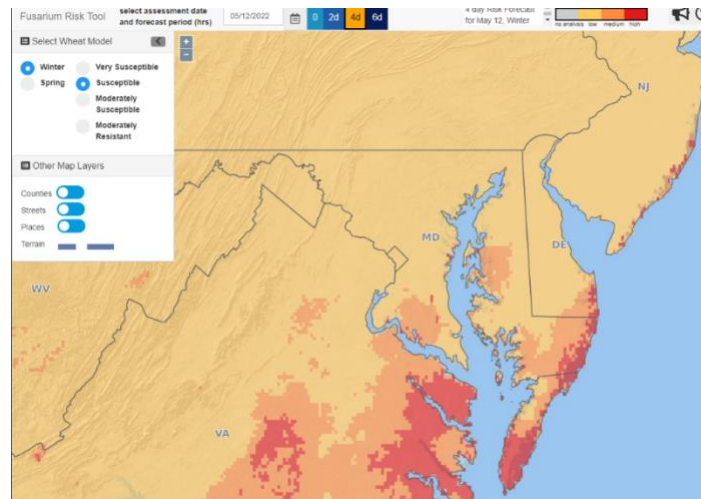 Fusarium Risk Tool
select assessment date
and forecast period (hrs)
05/12/2022
0 2d 4d 6d
4 day Risk Forecast
for May 12, Winter
no analysis low medium high
Select Wheat Model
Winter
Spring
Very Susceptible
Susceptible
Moderately
Susceptible
Moderately
Resistant
Other Map Layers
Counties
Streets
Places
Terrain
+
−
NJ
MD
DE
WV
VA